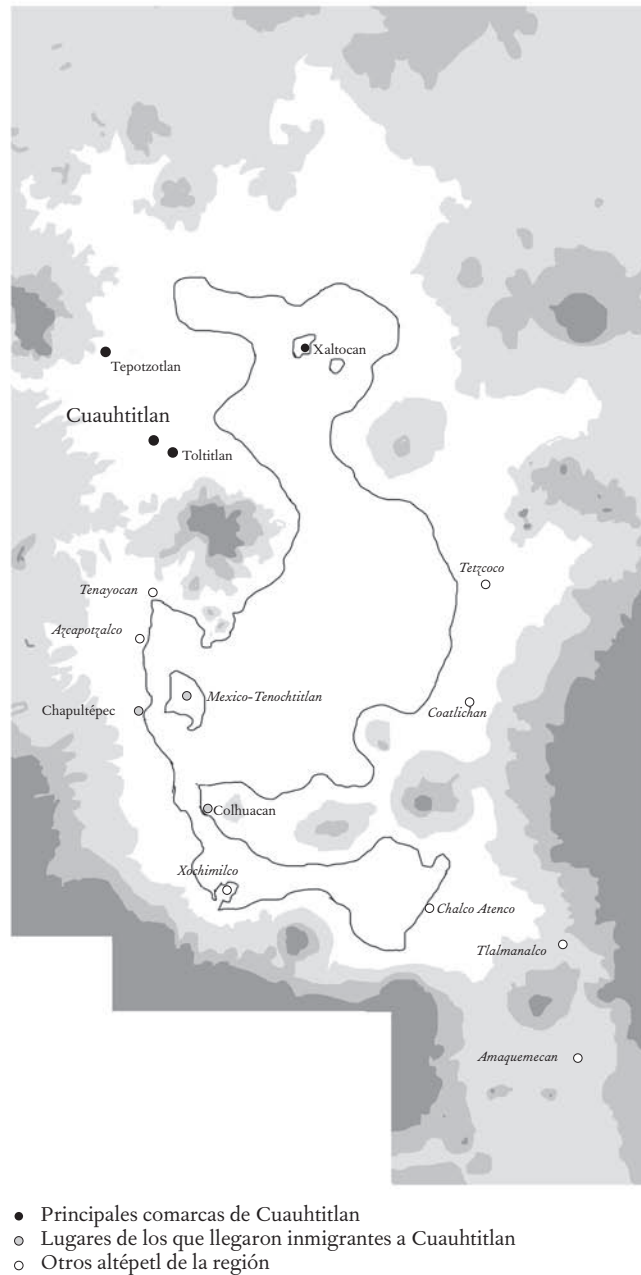 Xaltocan
Tepotzotlan
Cuauhtitlan
Toltitlan
Tetzcoco
Tenayocan
Azcapotzalco
Mexico-Tenochtitlan
Chapultépec
Coatlichan
Colhuacan
Xochimilco
Chalco Atenco
Tlalmanalco
Amaquemecan
Principales comarcas de Cuauhtitlan
Lugares de los que llegaron inmigrantes a Cuauhtitlan
Otros altépetl de la región